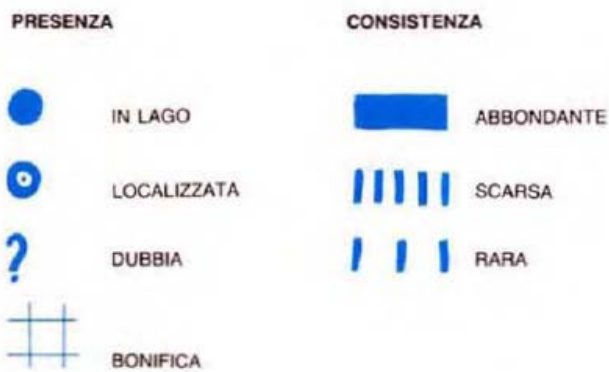 PRESENZA
IN LAGO
LOCALIZZATA
DUBBIA
BONIFICA
CONSISTENZA
ABBONDANTE
SCARSA
RARA